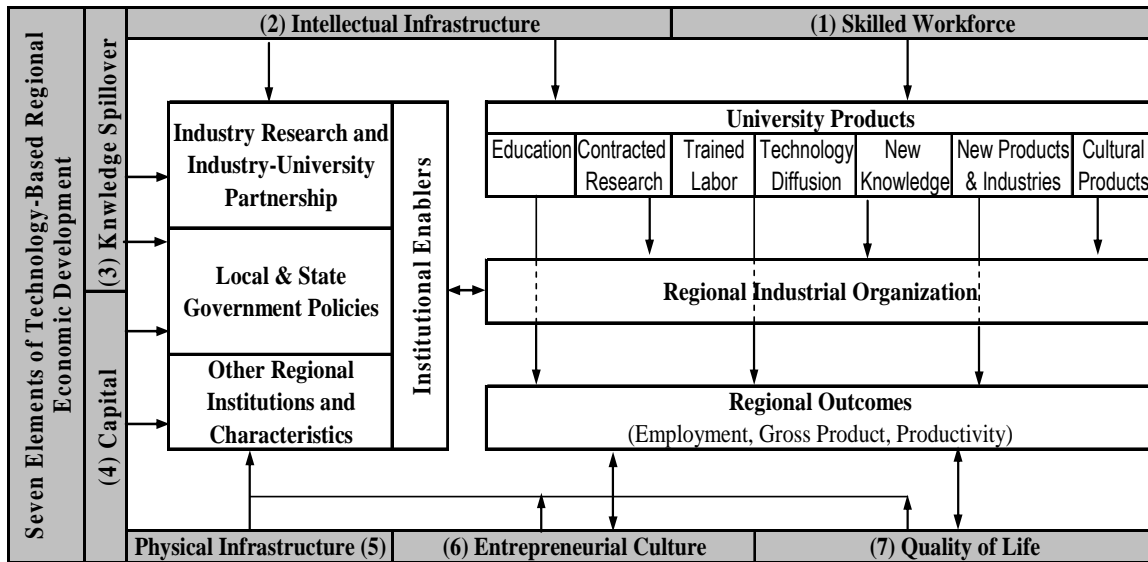 Seven Elements of Technology-Based Regional
Economic Development
(3) Knwledge Spillover
(4) Capital
(2) Intellectual Infrastructure
(1) Skilled Workforce
Industry Research and
Industry-University
Partnership
Local & State
Government Policies
Other Regional
Institutions and
Characteristics
Institutional Enablers
University Products
Education
Contracted
Research
Trained
Labor
Technology
Diffusion
New
Knowledge
New Products
& Industries
Cultural
Products
Regional Industrial Organization
Regional Outcomes
(Employment, Gross Product, Productivity)
Physical Infrastructure (5)
(6) Entrepreneurial Culture
(7) Quality of Life